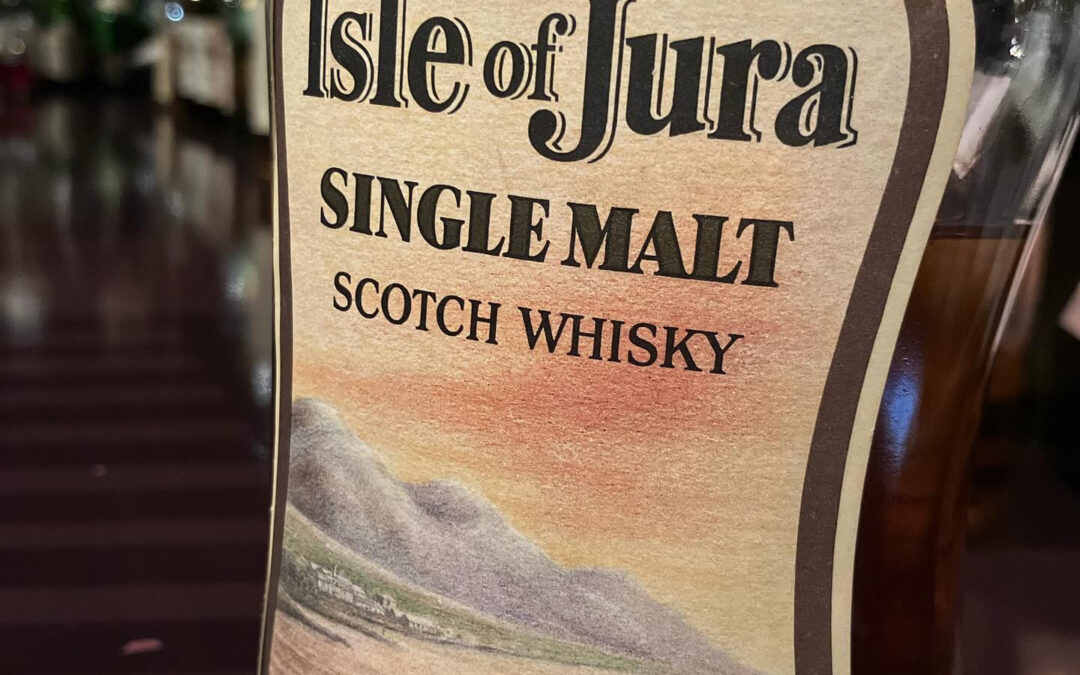 Isle of Jura
SINGLE MALT
SCOTCH WHISKY